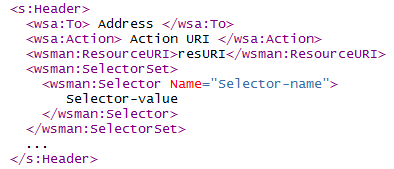 <s:Header>
  <wsa:To> Address </wsa:To>
  <wsa:Action> Action URI </wsa:Action>
  <wsman:ResourceURI>resURI</wsman:ResourceURI>
  <wsman:SelectorSet>
    <wsman:Selector Name="Selector-name">
       Selector-value
    </wsman:Selector>
  </wsman:SelectorSet>
  ...
</s:Header>